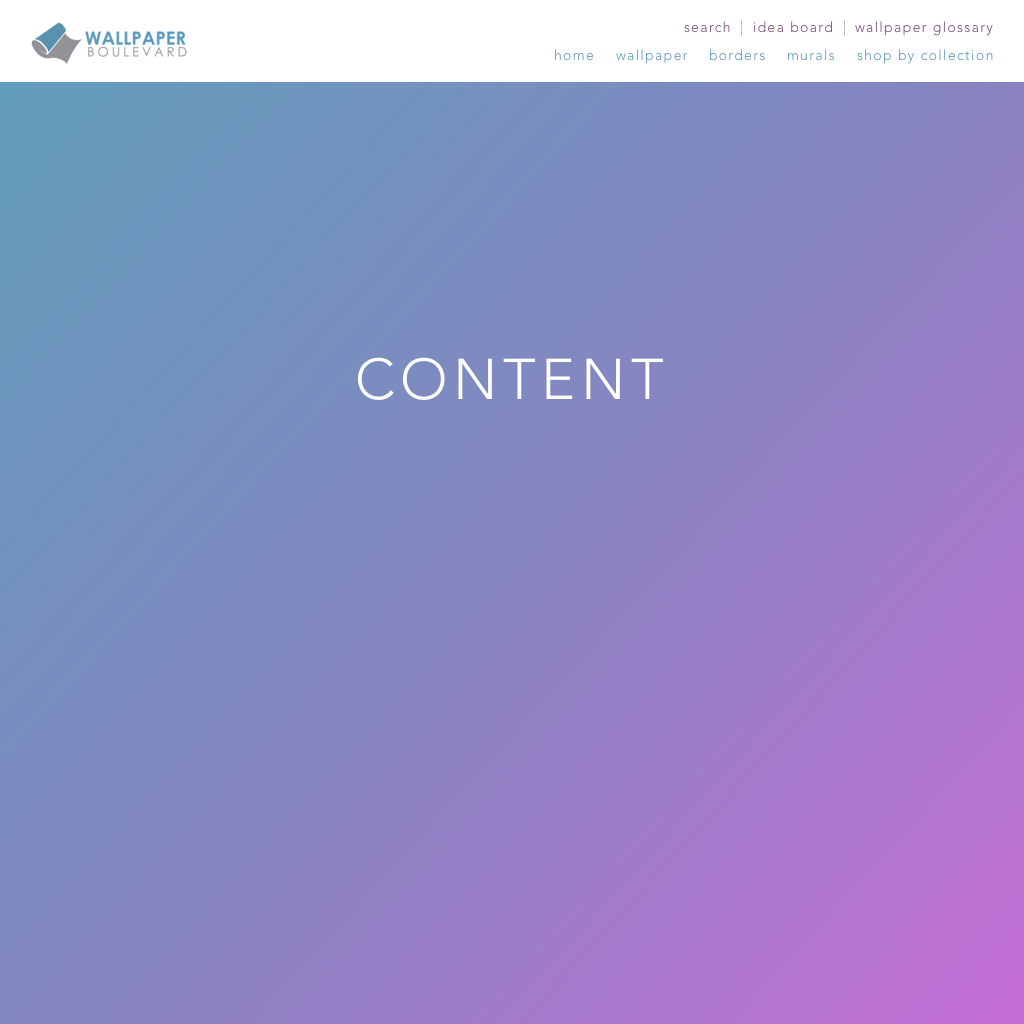 WALLPAPER
BOULEVARD
search idea board wallpaper glossary
home wallpaper borders murals shop by collection
CONTENT